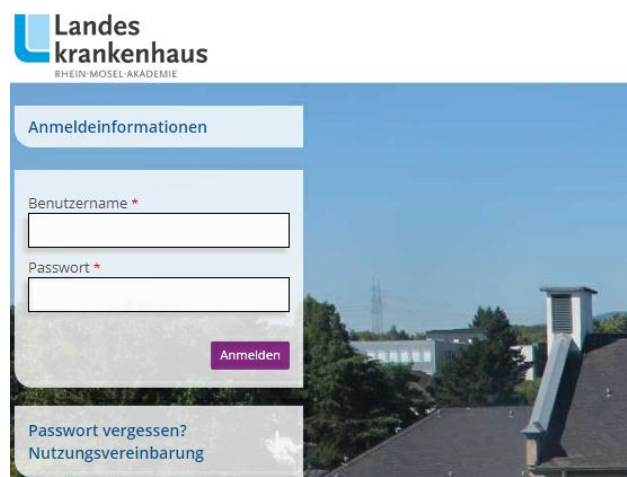 Landes
krankenhaus
RHEIN-MOSEL-AKADEMIE
Anmeldeinformationen
Benutzername *
Passwort *
Anmelden
Passwort vergessen?
Nutzungsvereinbarung